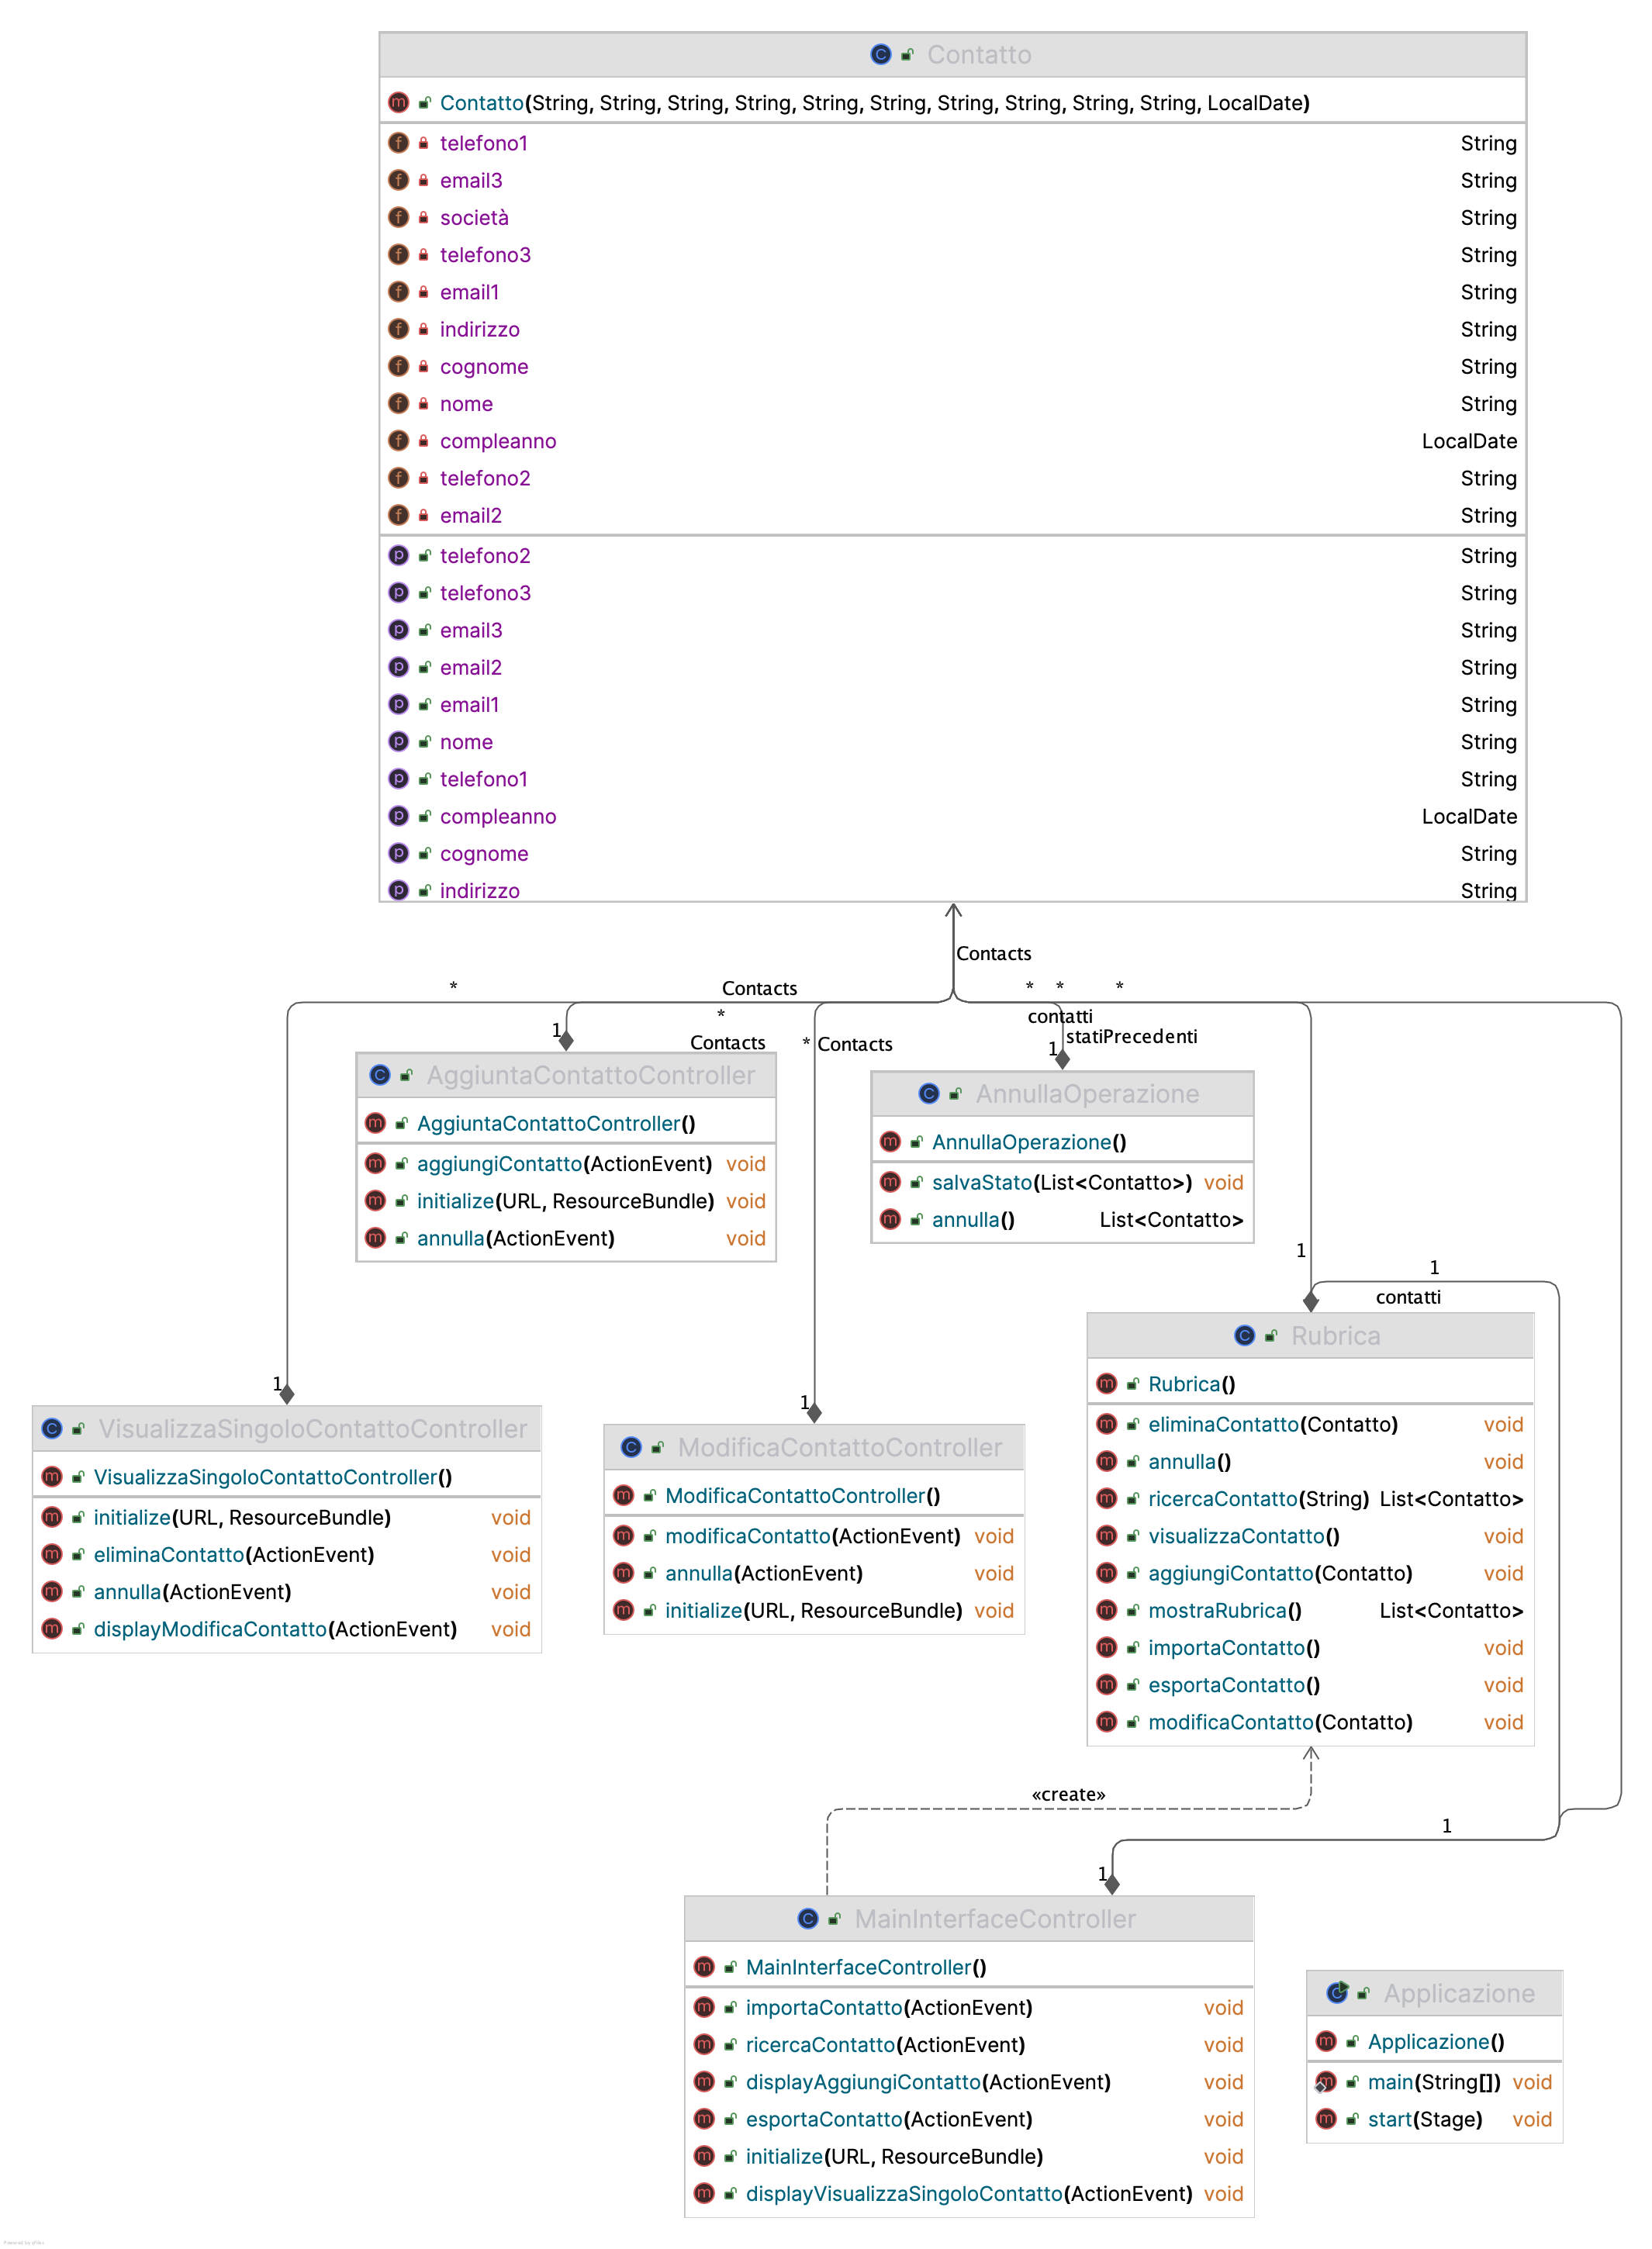 Contatto
Contatto(String, String, String, String, String, String, String, String, String, String, LocalDate)
telefono1 String
email3 String
società String
telefono3 String
email1 String
indirizzo String
cognome String
nome String
compleanno LocalDate
telefono2 String
email2 String
telefono2 String
telefono3 String
email3 String
email2 String
email1 String
nome String
telefono1 String
compleanno LocalDate
cognome String
indirizzo String
Contacts
* Contacts * * *
* contatti
1 Contacts * Contacts 1 statiPrecedenti
AggiuntaContattoController
AggiuntaContattoController()
aggiungiContatto(ActionEvent) void
initialize(URL, ResourceBundle) void
annulla(ActionEvent) void
AnnullaOperazione
AnnullaOperazione()
salvaStato(List<Contatto>) void
annulla() List<Contatto>
1
1
contatti
1
1
VisualizzaSingoloContattoController
VisualizzaSingoloContattoController()
initialize(URL, ResourceBundle) void
eliminaContatto(ActionEvent) void
annulla(ActionEvent) void
displayModificaContatto(ActionEvent) void
ModificaContattoController
ModificaContattoController()
modificaContatto(ActionEvent) void
annulla(ActionEvent) void
initialize(URL, ResourceBundle) void
Rubrica
Rubrica()
eliminaContatto(Contatto) void
annulla() void
ricercaContatto(String) List<Contatto>
visualizzaContatto() void
aggiungiContatto(Contatto) void
mostraRubrica() List<Contatto>
importaContatto() void
esportaContatto() void
modificaContatto(Contatto) void
«create»
1
1
MainInterfaceController
MainInterfaceController()
importaContatto(ActionEvent) void
ricercaContatto(ActionEvent) void
displayAggiungiContatto(ActionEvent) void
esportaContatto(ActionEvent) void
initialize(URL, ResourceBundle) void
displayVisualizzaSingoloContatto(ActionEvent) void
Applicazione
Applicazione()
main(String[]) void
start(Stage) void
Powered by yFiles